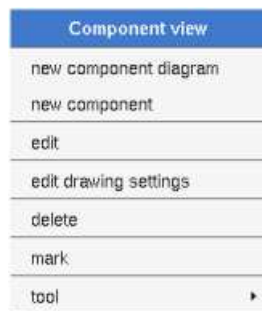 Component view
new component diagram
new component
edit
edit drawing settings
delete
mark
tool